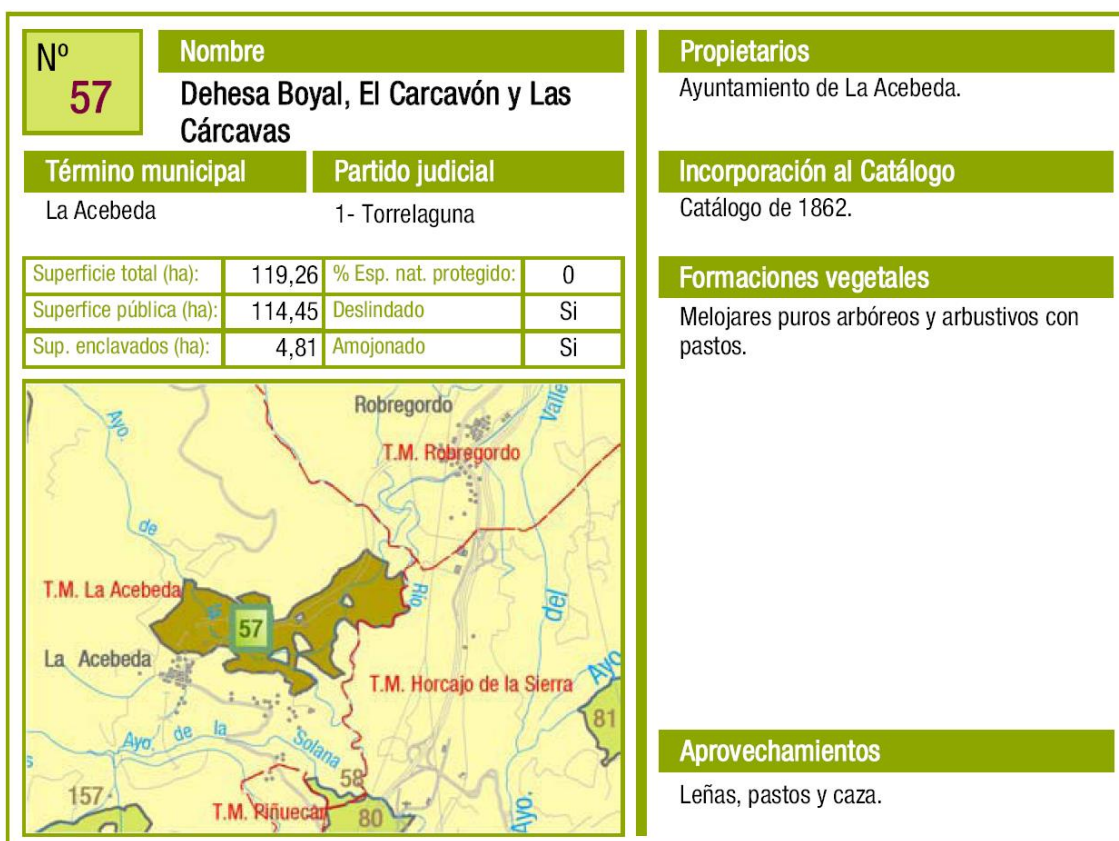 Nº
57
Nombre
Dehesa Boyal, El Carcavón y Las
Cárcavas
Término municipal
Partido judicial
La Acebeda
1- Torrelaguna
Superficie total (ha):
119,26
% Esp. nat. protegido:
0
Superfice pública (ha):
114,45
Deslindado
Si
Sup. enclavados (ha):
4,81
Amojonado
Si
Robregordo
Valle
Ayo.
T.M. Robregordo
de
T.M. La Acebeda
57
Río
del
La Acebeda
T.M. Horcajo de la Sierra
Ayo.
81
Ayo. de la Solana
58
157
T.M. Piñuecar
80
Ayo.
Propietarios
Ayuntamiento de La Acebeda.
Incorporación al Catálogo
Catálogo de 1862.
Formaciones vegetales
Melojares puros arbóreos y arbustivos con
pastos.
Aprovechamientos
Leñas, pastos y caza.